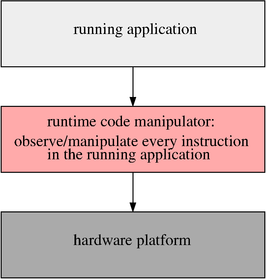 running application
runtime code manipulator:
observe/manipulate every instruction
in the running application
hardware platform